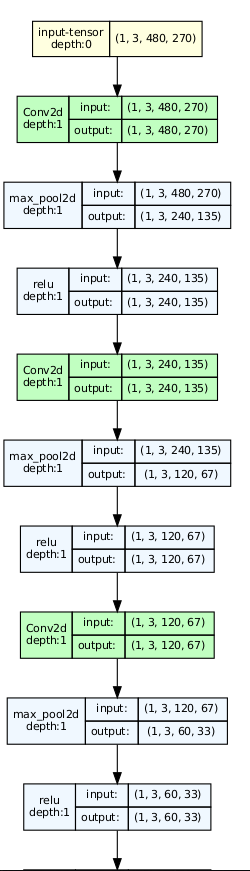 input-tensor
depth:0
(1, 3, 480, 270)
Conv2d
depth:1
input:
(1, 3, 480, 270)
output:
(1, 3, 480, 270)
max_pool2d
depth:1
input:
(1, 3, 480, 270)
output:
(1, 3, 240, 135)
relu
depth:1
input:
(1, 3, 240, 135)
output:
(1, 3, 240, 135)
Conv2d
depth:1
input:
(1, 3, 240, 135)
output:
(1, 3, 240, 135)
max_pool2d
depth:1
input:
(1, 3, 240, 135)
output:
(1, 3, 120, 67)
relu
depth:1
input:
(1, 3, 120, 67)
output:
(1, 3, 120, 67)
Conv2d
depth:1
input:
(1, 3, 120, 67)
output:
(1, 3, 120, 67)
max_pool2d
depth:1
input:
(1, 3, 120, 67)
output:
(1, 3, 60, 33)
relu
depth:1
input:
(1, 3, 60, 33)
output:
(1, 3, 60, 33)